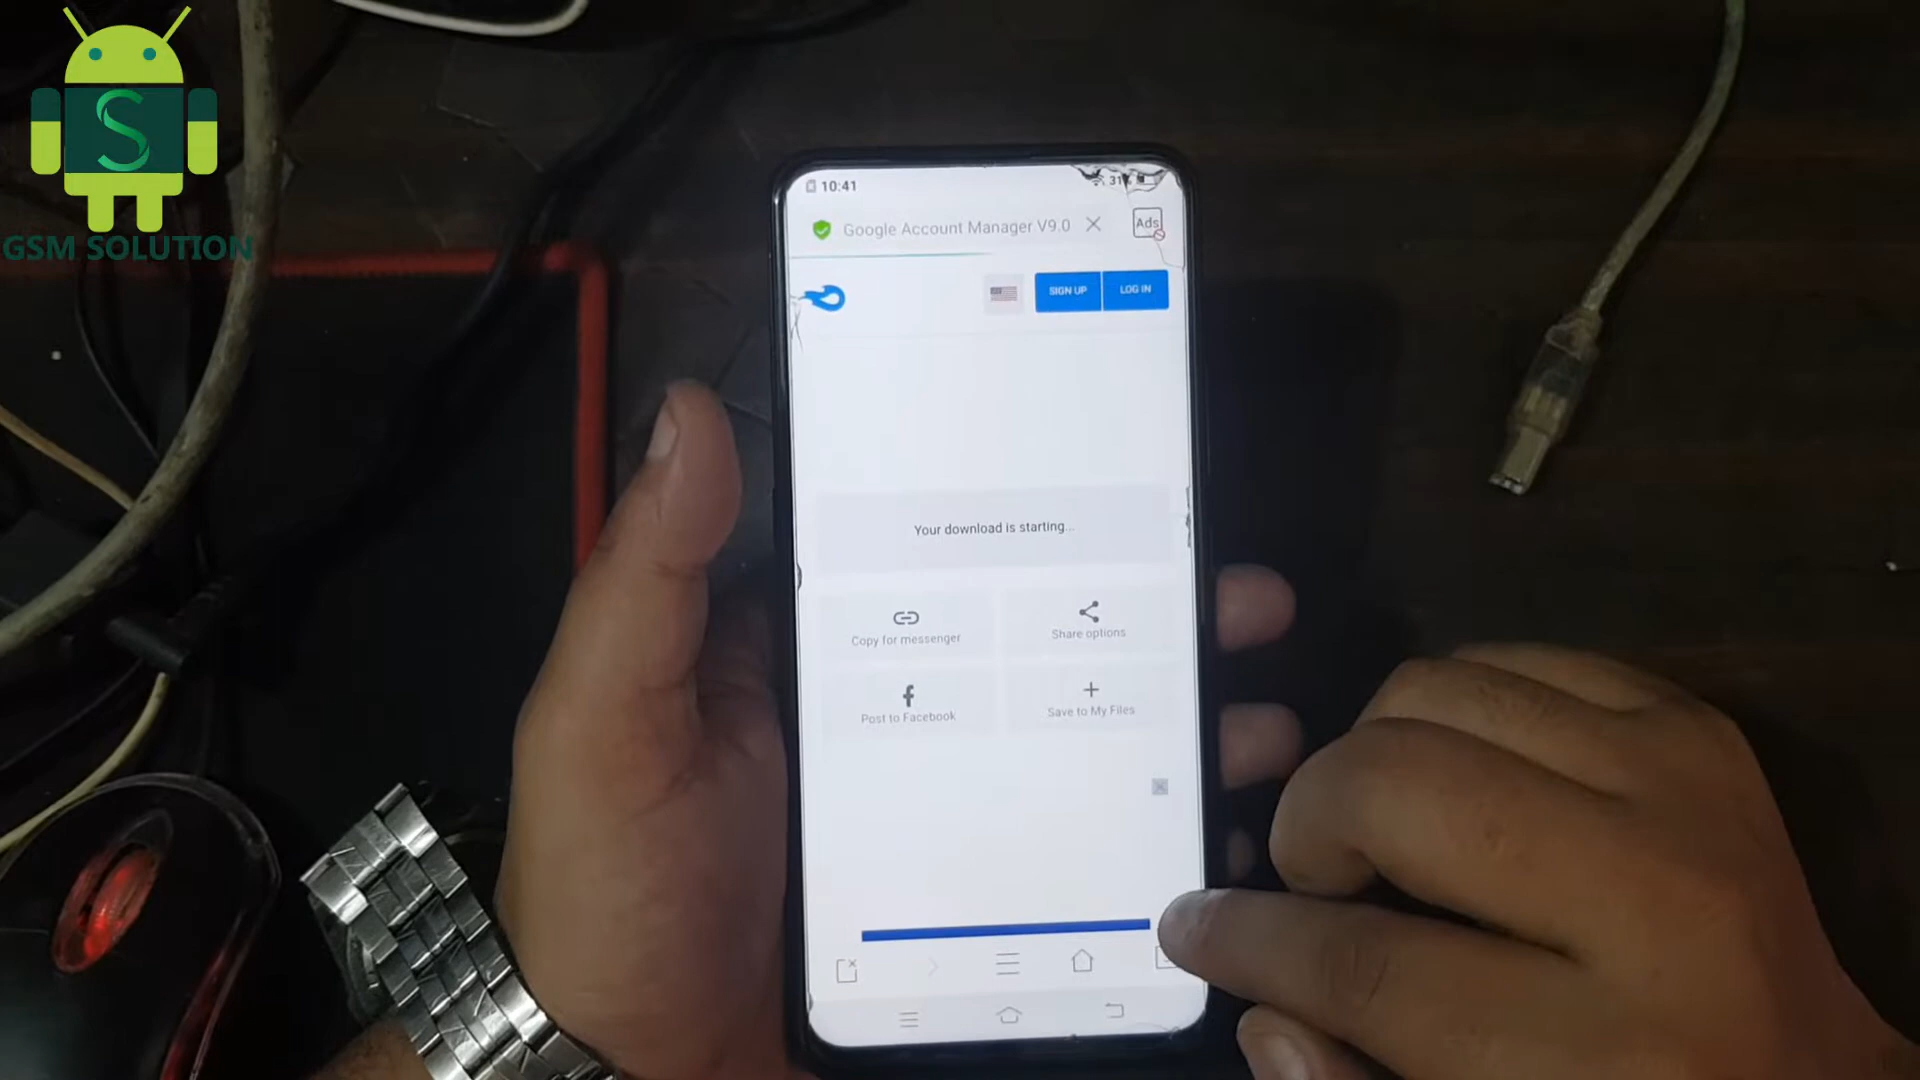 S
GSM SOLUTION
10:41
31%
Google Account Manager V9.0
Ads
SIGN UP
LOG IN
Your download is starting...
Copy for messenger
Share options
Post to Facebook
Save to My Files